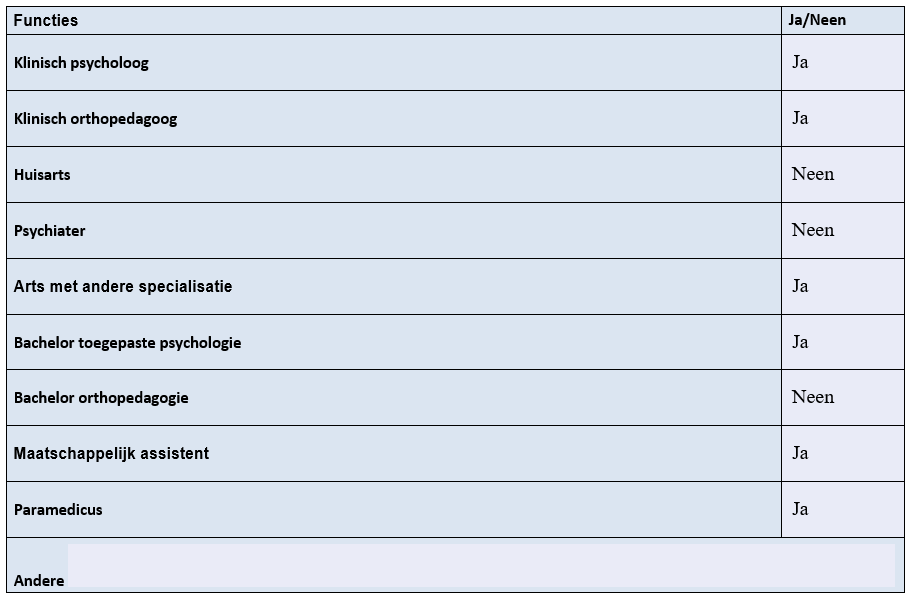 Functies Ja/Neen
Klinisch psycholoog Ja
Klinisch orthopedagoog Ja
Huisarts Neen
Psychiater Neen
Arts met andere specialisatie Ja
Bachelor toegepaste psychologie Ja
Bachelor orthopedagogie Neen
Maatschappelijk assistent Ja
Paramedicus Ja
Andere